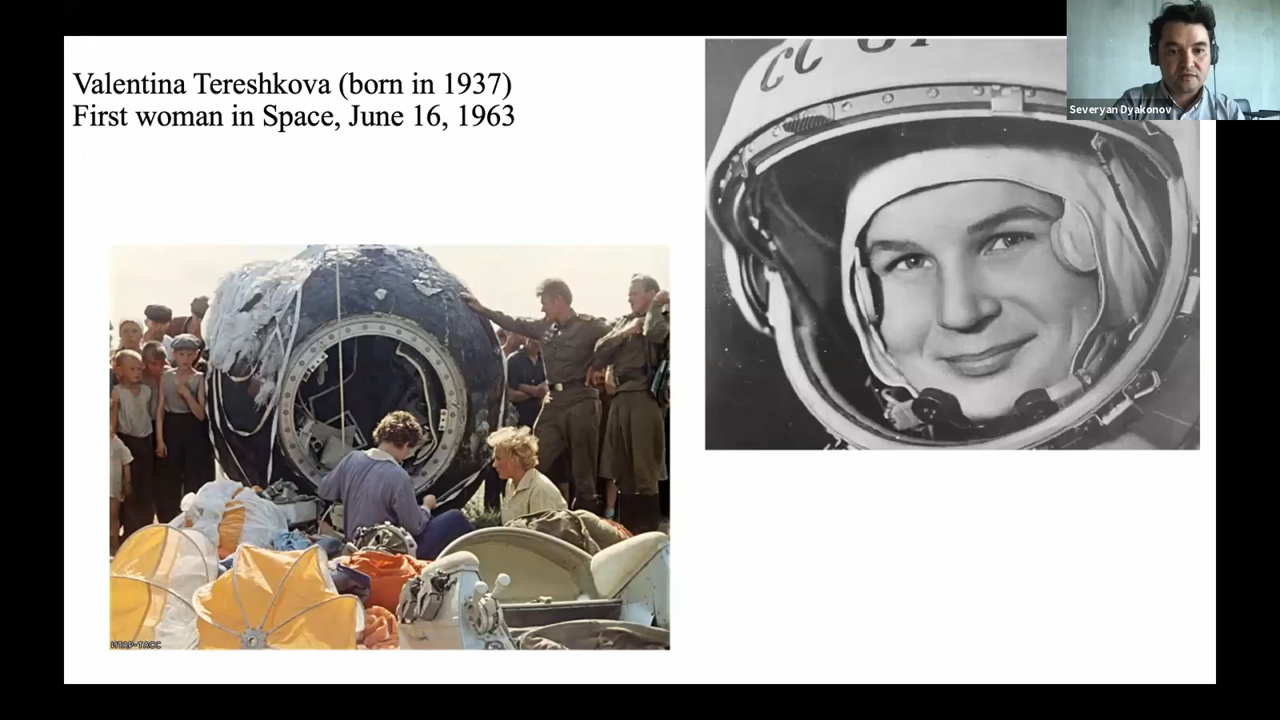 Valentina Tereshkova (born in 1937)
First woman in Space, June 16, 1963
Severyan Dyakonov
ИТАР-ТАСС